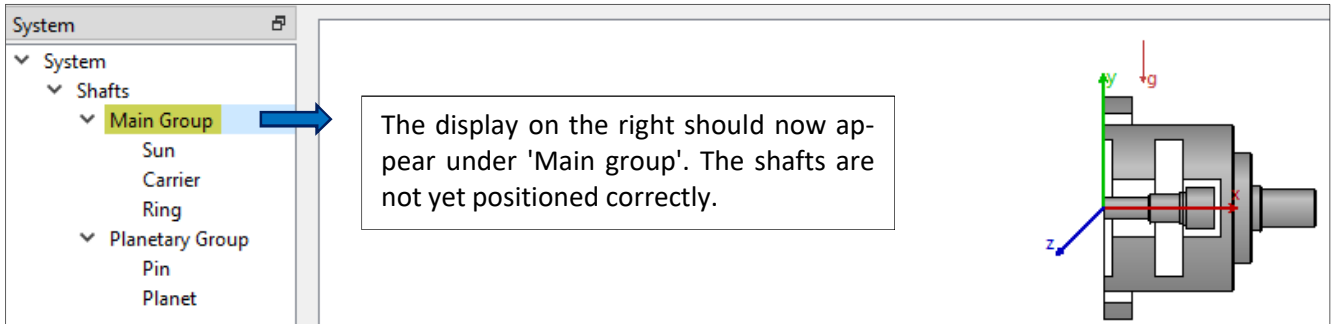 System
System
Shafts
Main Group
Sun
Carrier
Ring
Planetary Group
Pin
Planet
The display on the right should now ap-
pear under 'Main group'. The shafts are
not yet positioned correctly.
y
g
x
z